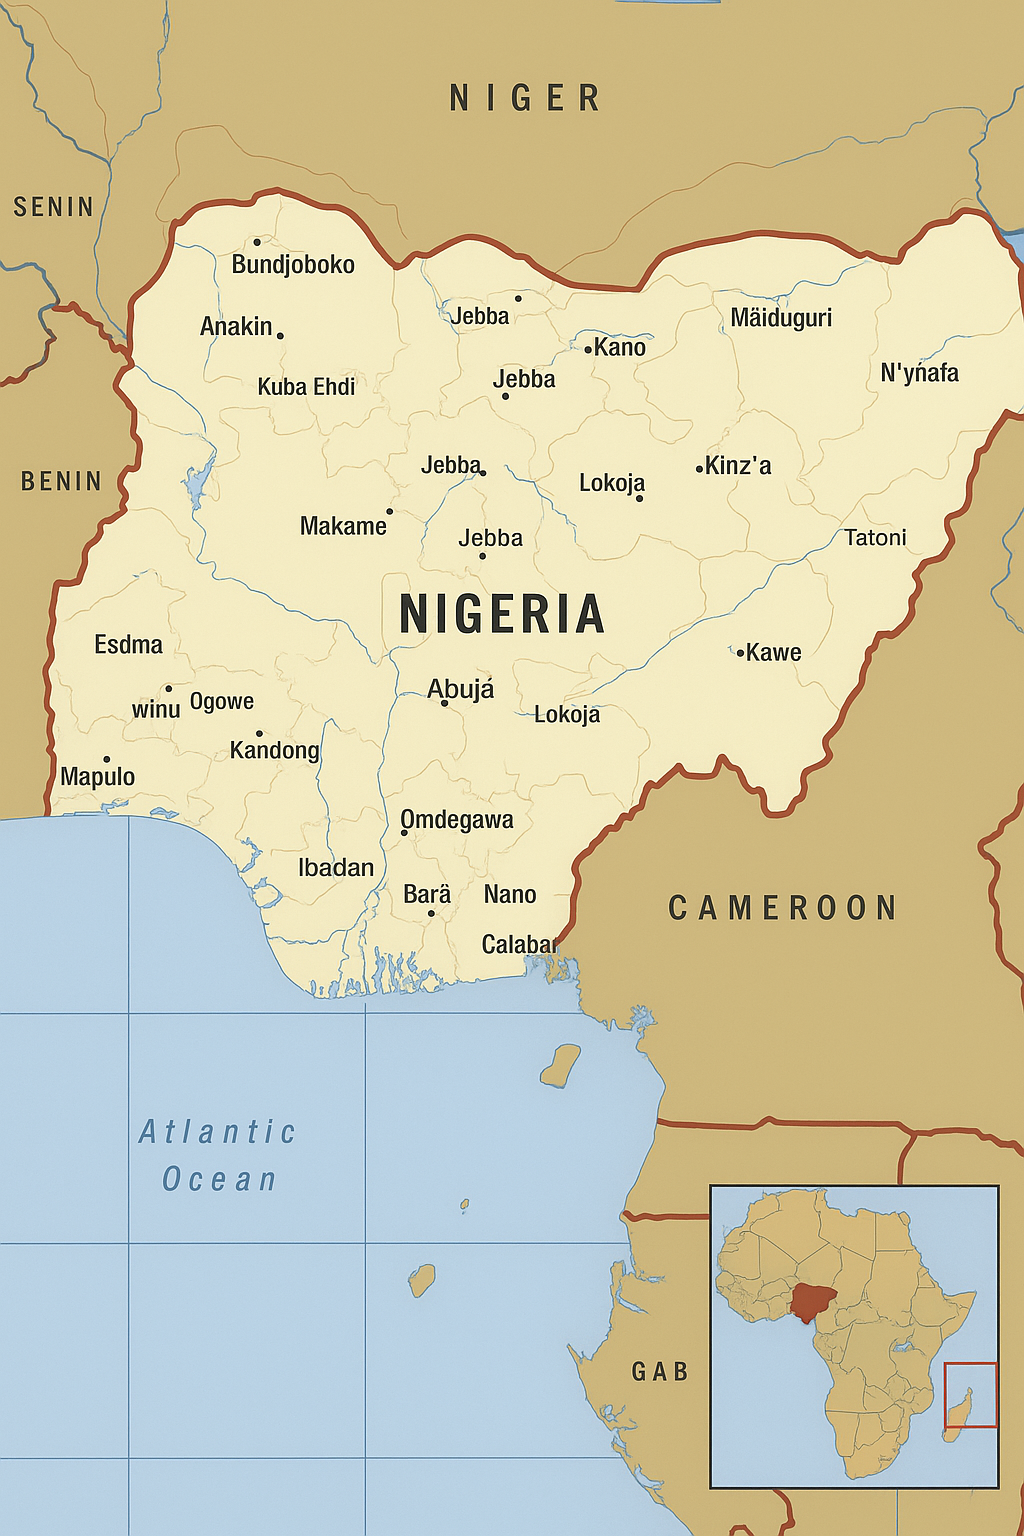 NIGER
SENIN
Bundjoboko
Jebba
Mäiduguri
Anakin
Kano
N'yńafa
Jebba
Kuba Ehdi
Jebba
Kinz'a
BENIN
Lokoja
Makame
Jebba
Tatoni
NIGERIA
Esdma
Kawe
Abujá
winu
Ogowe
Lokoja
Kandong
Mapulo
Omdegawa
Ibadan
Barä
Nano
CAMEROON
Calabar
Atlantic
Ocean
GAB